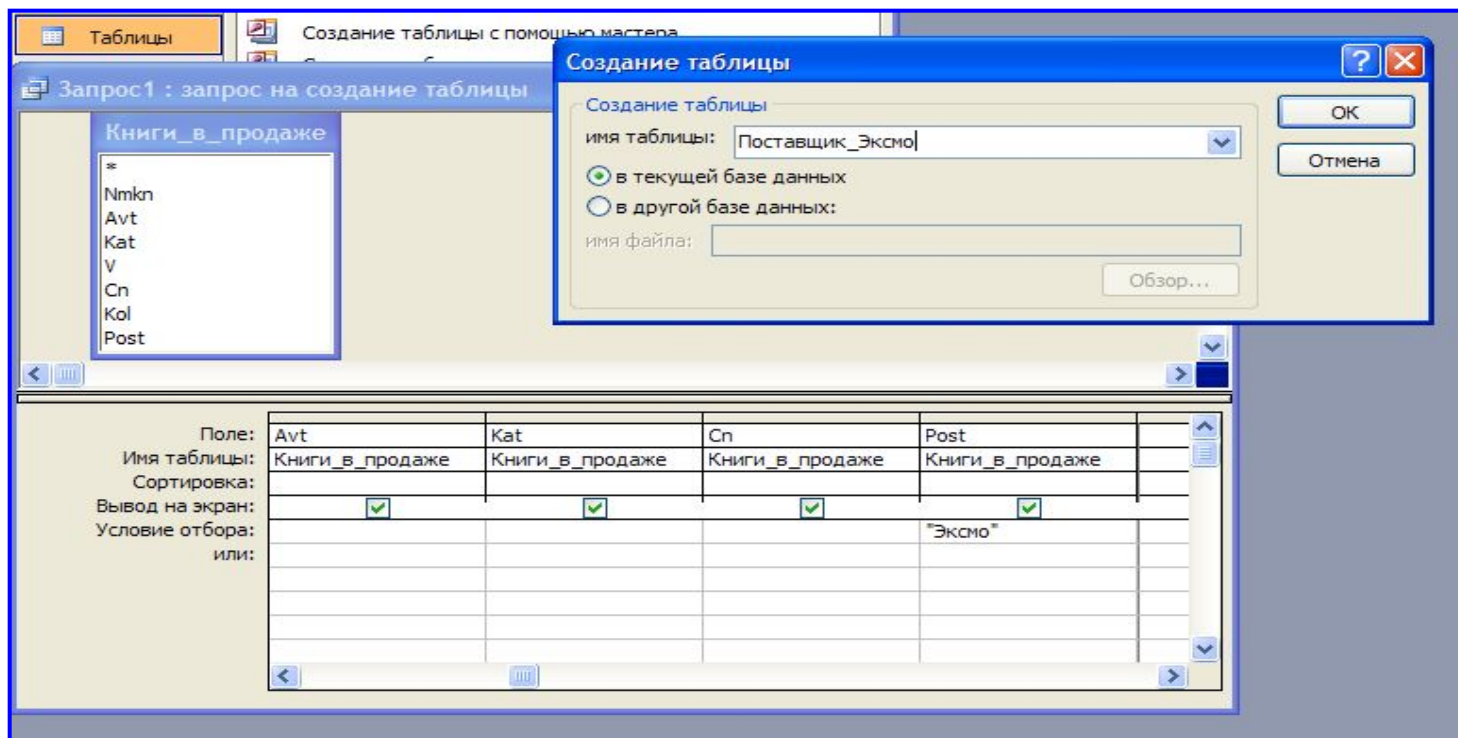 Таблицы
Создание таблицы с помощью мастера
Запрос1 : запрос на создание таблицы
Книги_в_продаже
*
Nmkn
Avt
Kat
V
Cn
Kol
Post
Создание таблицы
Создание таблицы
имя таблицы: Поставщик_Эксмо
в текущей базе данных
в другой базе данных:
имя файла:
Обзор...
ОК
Отмена
Поле: Avt Kat Cn Post
Имя таблицы: Книги_в_продаже Книги_в_продаже Книги_в_продаже Книги_в_продаже
Сортировка:
Вывод на экран:
Условие отбора: "Эксмо"
или: